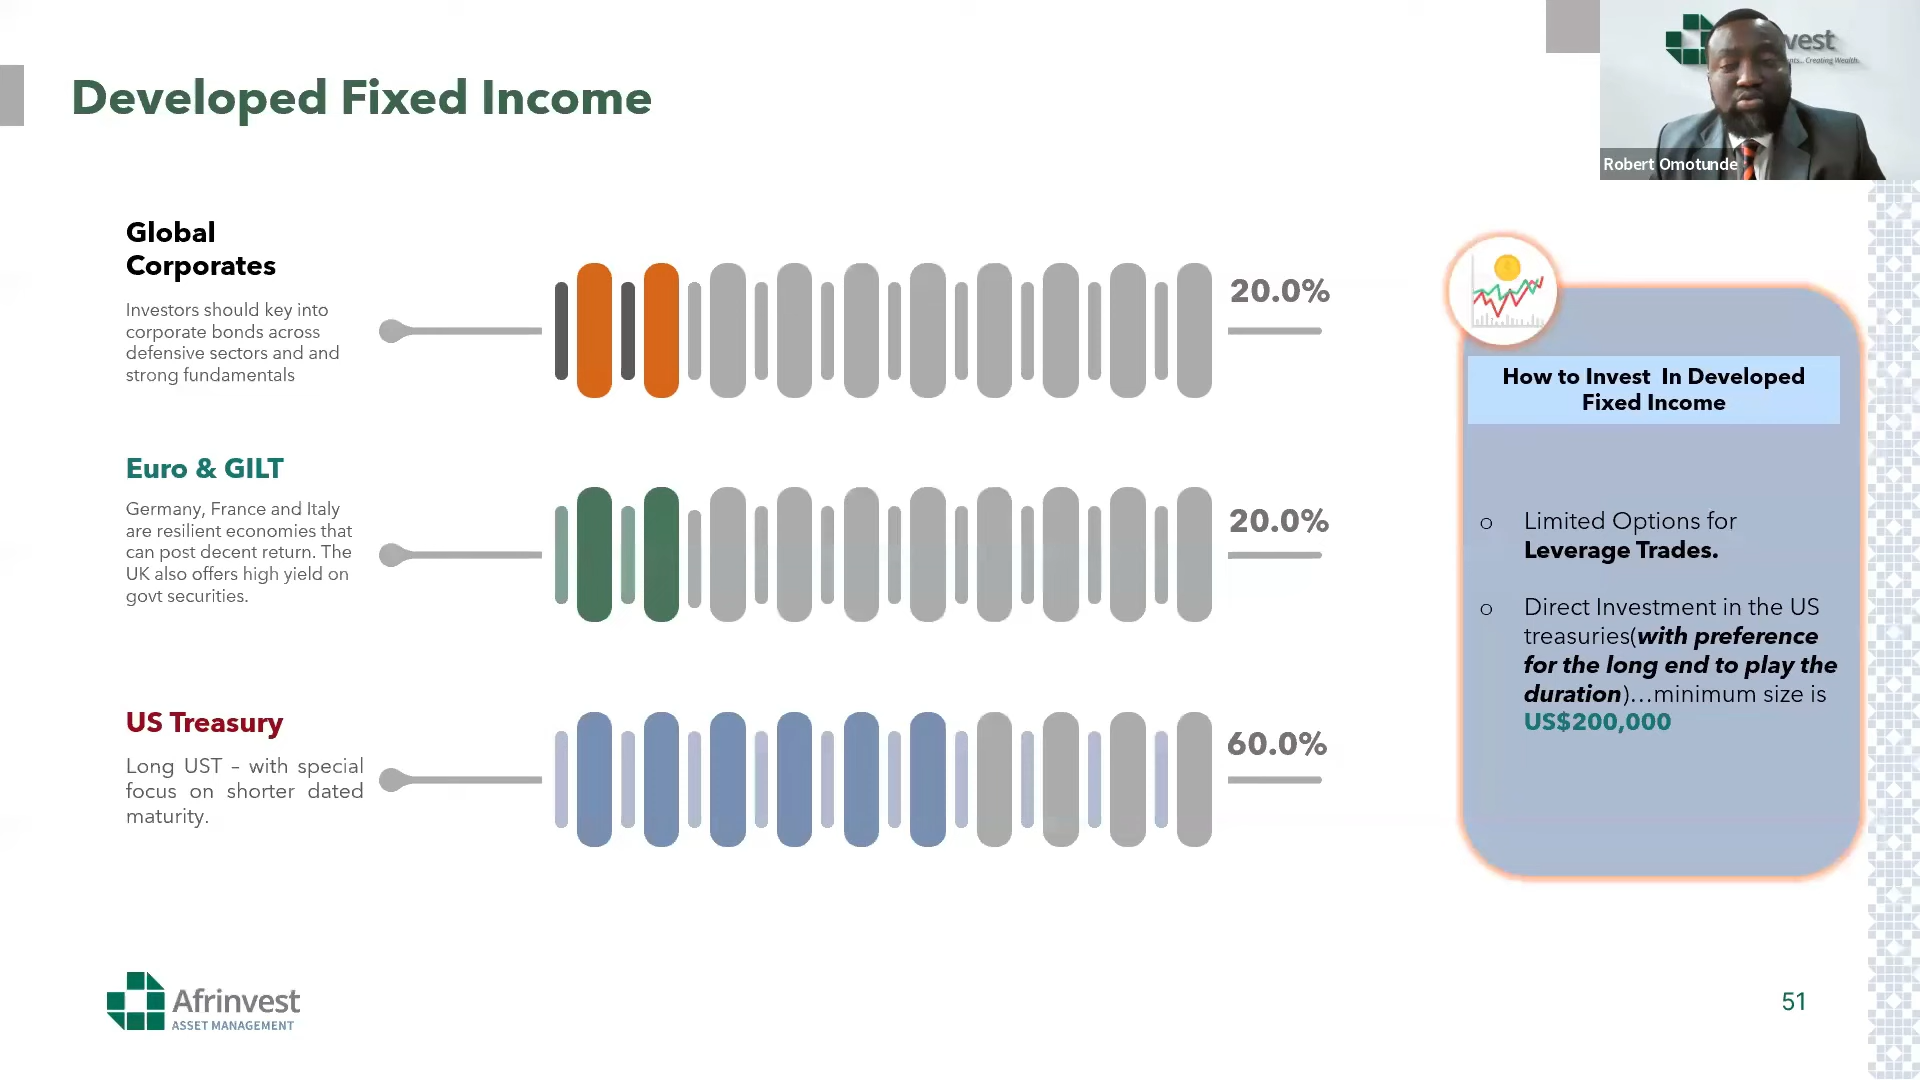 Developed Fixed Income
vest
nts... Creating Wealth.
Robert Omotunde
Global
Corporates
Investors should key into
corporate bonds across
defensive sectors and and
strong fundamentals
20.0%
Euro & GILT
Germany, France and Italy
are resilient economies that
can post decent return. The
UK also offers high yield on
govt securities.
20.0%
US Treasury
Long UST – with special
focus on shorter dated
maturity.
60.0%
How to Invest In Developed
Fixed Income
o Limited Options for
Leverage Trades.
o Direct Investment in the US
treasuries(with preference
for the long end to play the
duration)...minimum size is
US$200,000
Afrinvest
ASSET MANAGEMENT
51